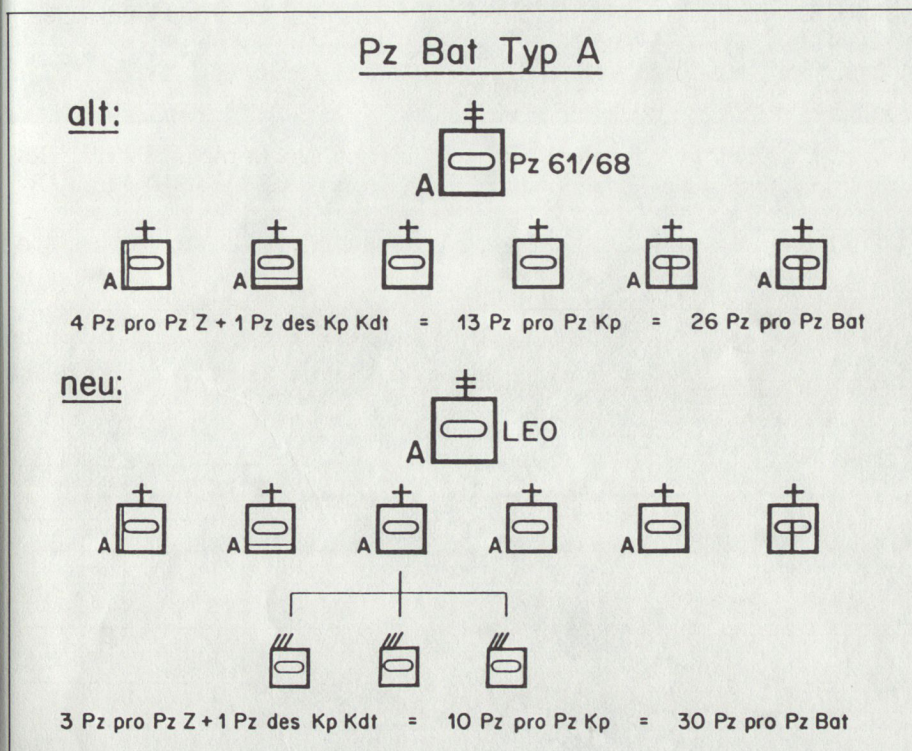 Pz Bat Typ A
alt:
A Pz 61/68
A A A A
4 Pz pro Pz Z + 1 Pz des Kp Kdt = 13 Pz pro Pz Kp = 26 Pz pro Pz Bat
neu:
A LEO
A A A A A
3 Pz pro Pz Z + 1 Pz des Kp Kdt = 10 Pz pro Pz Kp = 30 Pz pro Pz Bat